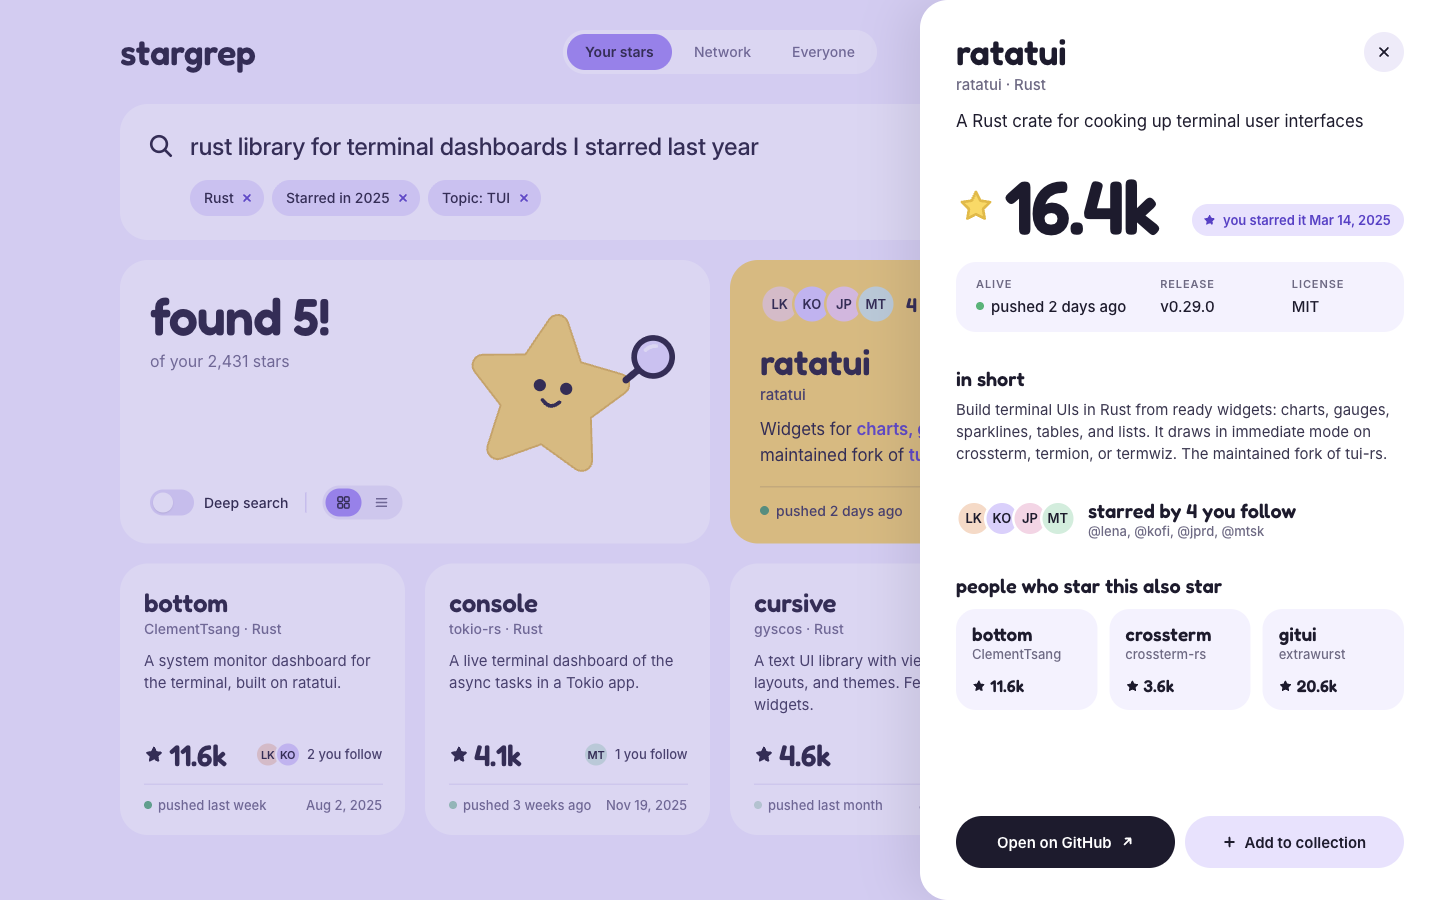 stargrep
Your stars
Network
Everyone
rust library for terminal dashboards I starred last year
Rust ×
Starred in 2025 ×
Topic: TUI ×
found 5!
of your 2,431 stars
Deep search
LK KO JP MT 4
ratatui
ratatui
Widgets for charts,
maintained fork of
pushed 2 days ago
bottom
ClementTsang · Rust
A system monitor dashboard for
the terminal, built on ratatui.
11.6k
LK KO 2 you follow
pushed last week
Aug 2, 2025
console
tokio-rs · Rust
A live terminal dashboard of the
async tasks in a Tokio app.
4.1k
MT 1 you follow
pushed 3 weeks ago
Nov 19, 2025
cursive
gyscos · Rust
A text UI library with
layouts, and themes.
widgets.
4.6k
pushed last month
ratatui
ratatui · Rust
A Rust crate for cooking up terminal user interfaces
16.4k
you starred it Mar 14, 2025
ALIVE
pushed 2 days ago
RELEASE
v0.29.0
LICENSE
MIT
in short
Build terminal UIs in Rust from ready widgets: charts, gauges,
sparklines, tables, and lists. It draws in immediate mode on
crossterm, termion, or termwiz. The maintained fork of tui-rs.
LK KO JP MT
starred by 4 you follow
@lena, @kofi, @jprd, @mtsk
people who star this also star
bottom
ClementTsang
11.6k
crossterm
crossterm-rs
3.6k
gitui
extrawurst
20.6k
Open on GitHub
+ Add to collection